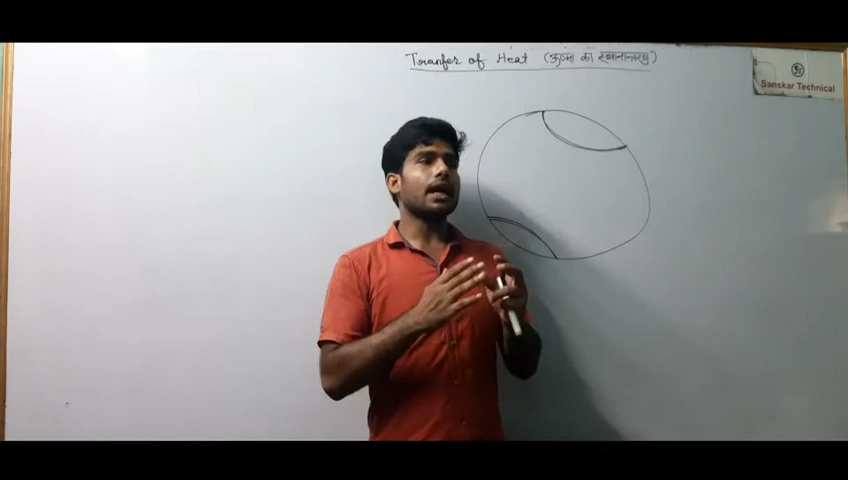 Transfer of Heat (ऊष्मा का स्थानान्तरण)
Sanskar Technical